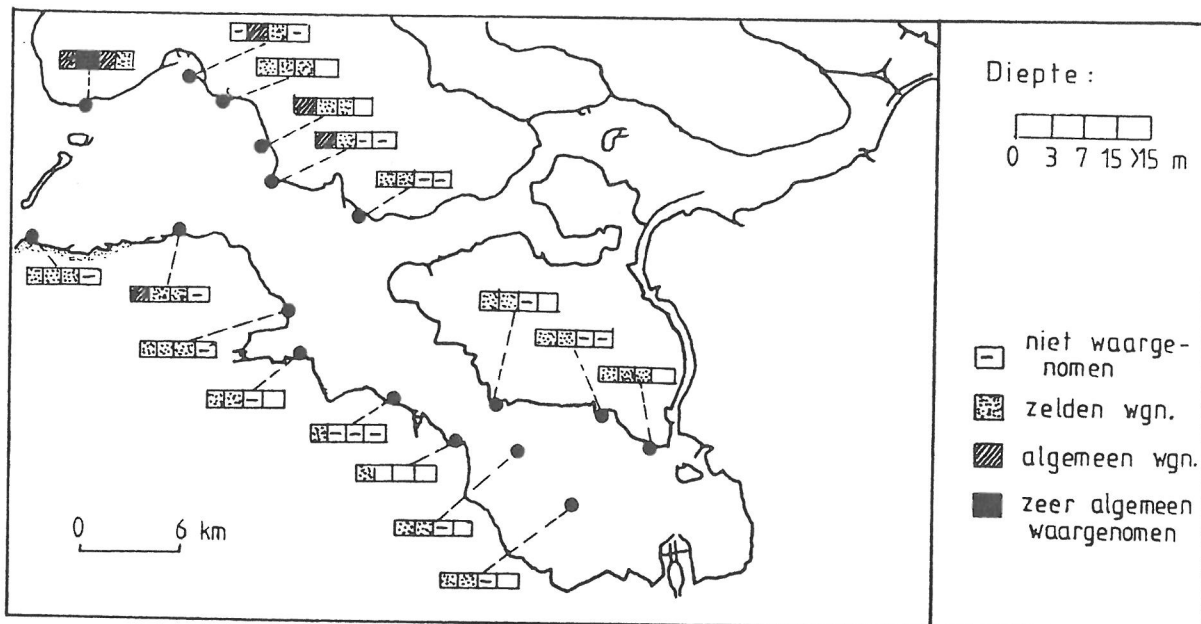 Diepte :
0 3 7 15 >15 m
niet waarge-
nomen
zelden wgn.
algemeen wgn.
zeer algemeen
waargenomen
0 6 km